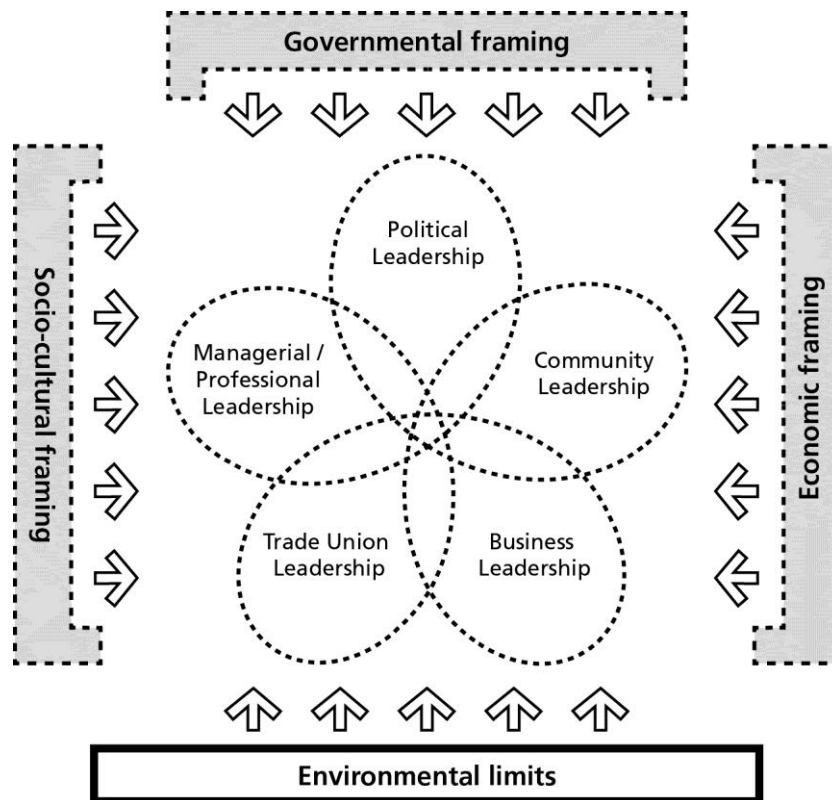 Governmental framing
Socio-cultural framing
Economic framing
Political
Leadership
Managerial /
Professional
Leadership
Community
Leadership
Trade Union
Leadership
Business
Leadership
Environmental limits